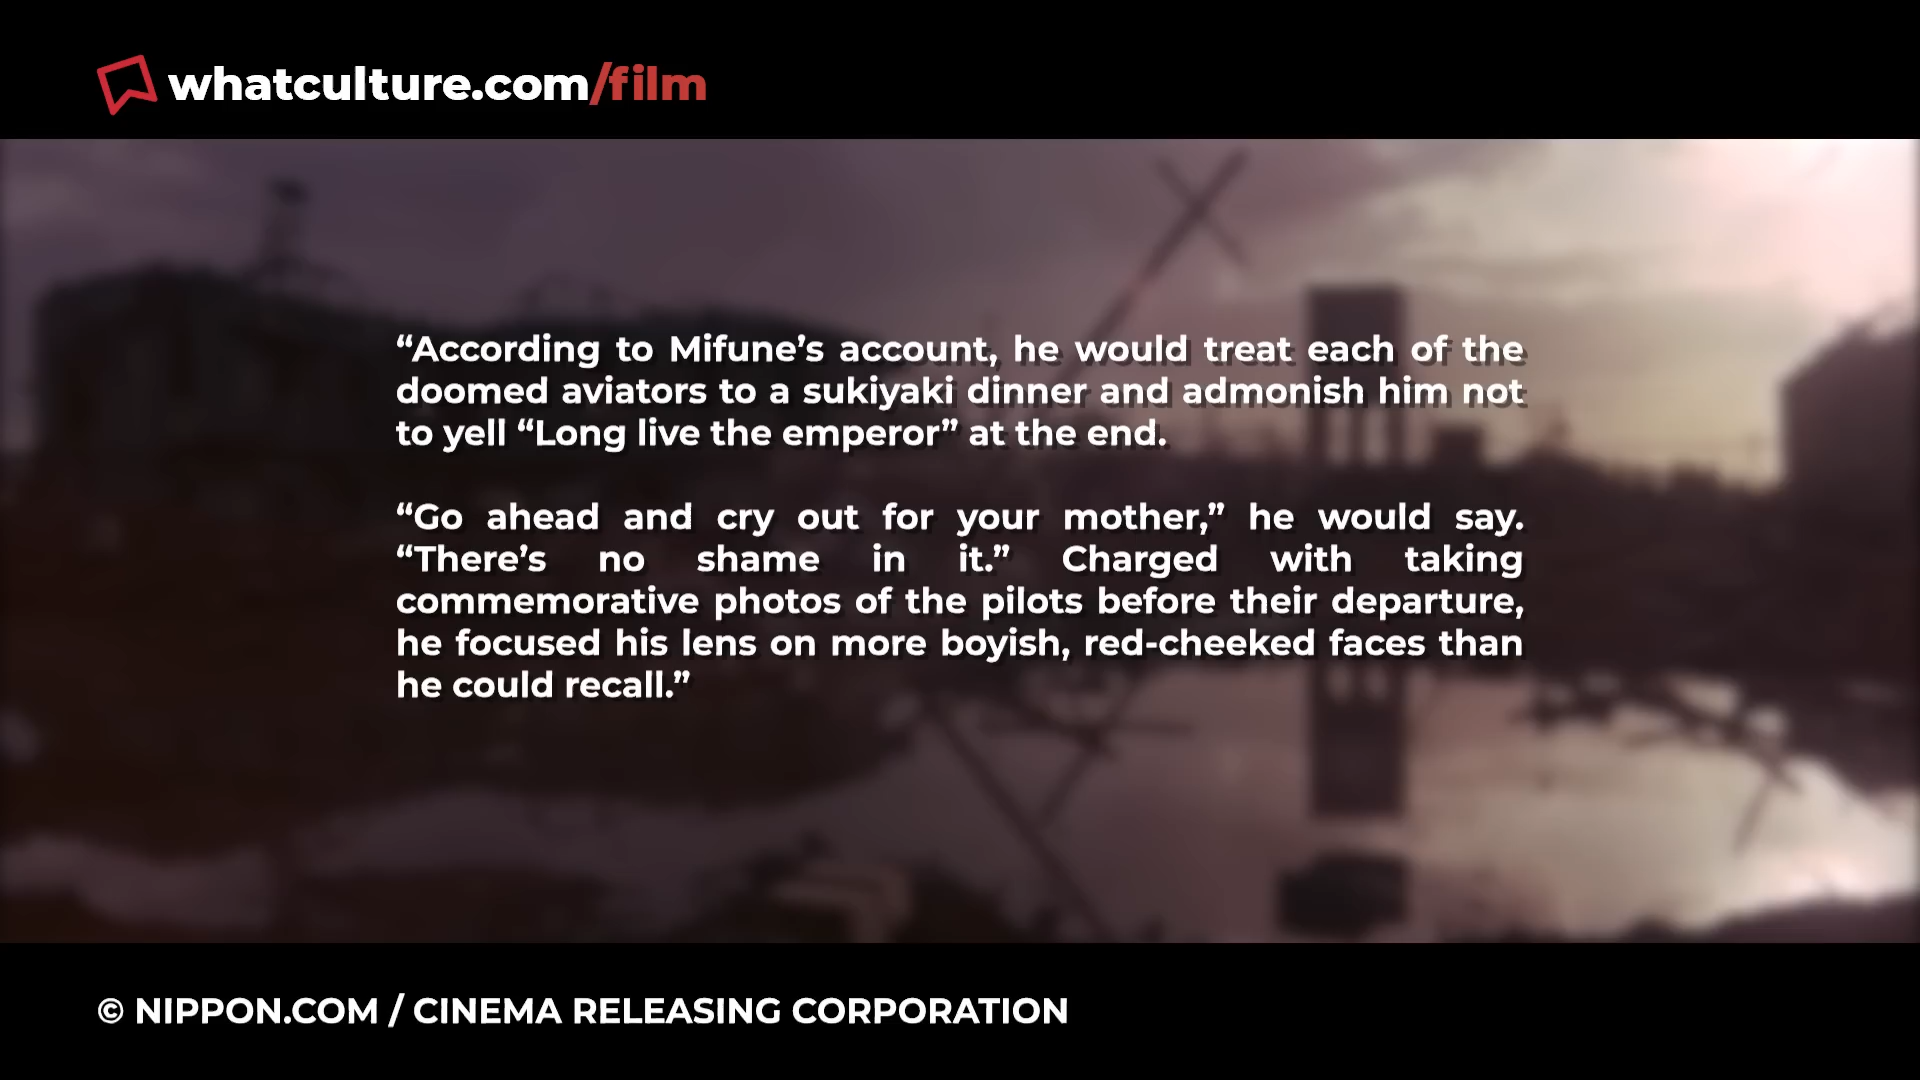 whatculture.com/film
“According to Mifune’s account, he would treat each of the
doomed aviators to a sukiyaki dinner and admonish him not
to yell “Long live the emperor” at the end.
“Go ahead and cry out for your mother,” he would say.
“There’s no shame in it.” Charged with taking
commemorative photos of the pilots before their departure,
he focused his lens on more boyish, red-cheeked faces than
he could recall.”
© NIPPON.COM / CINEMA RELEASING CORPORATION